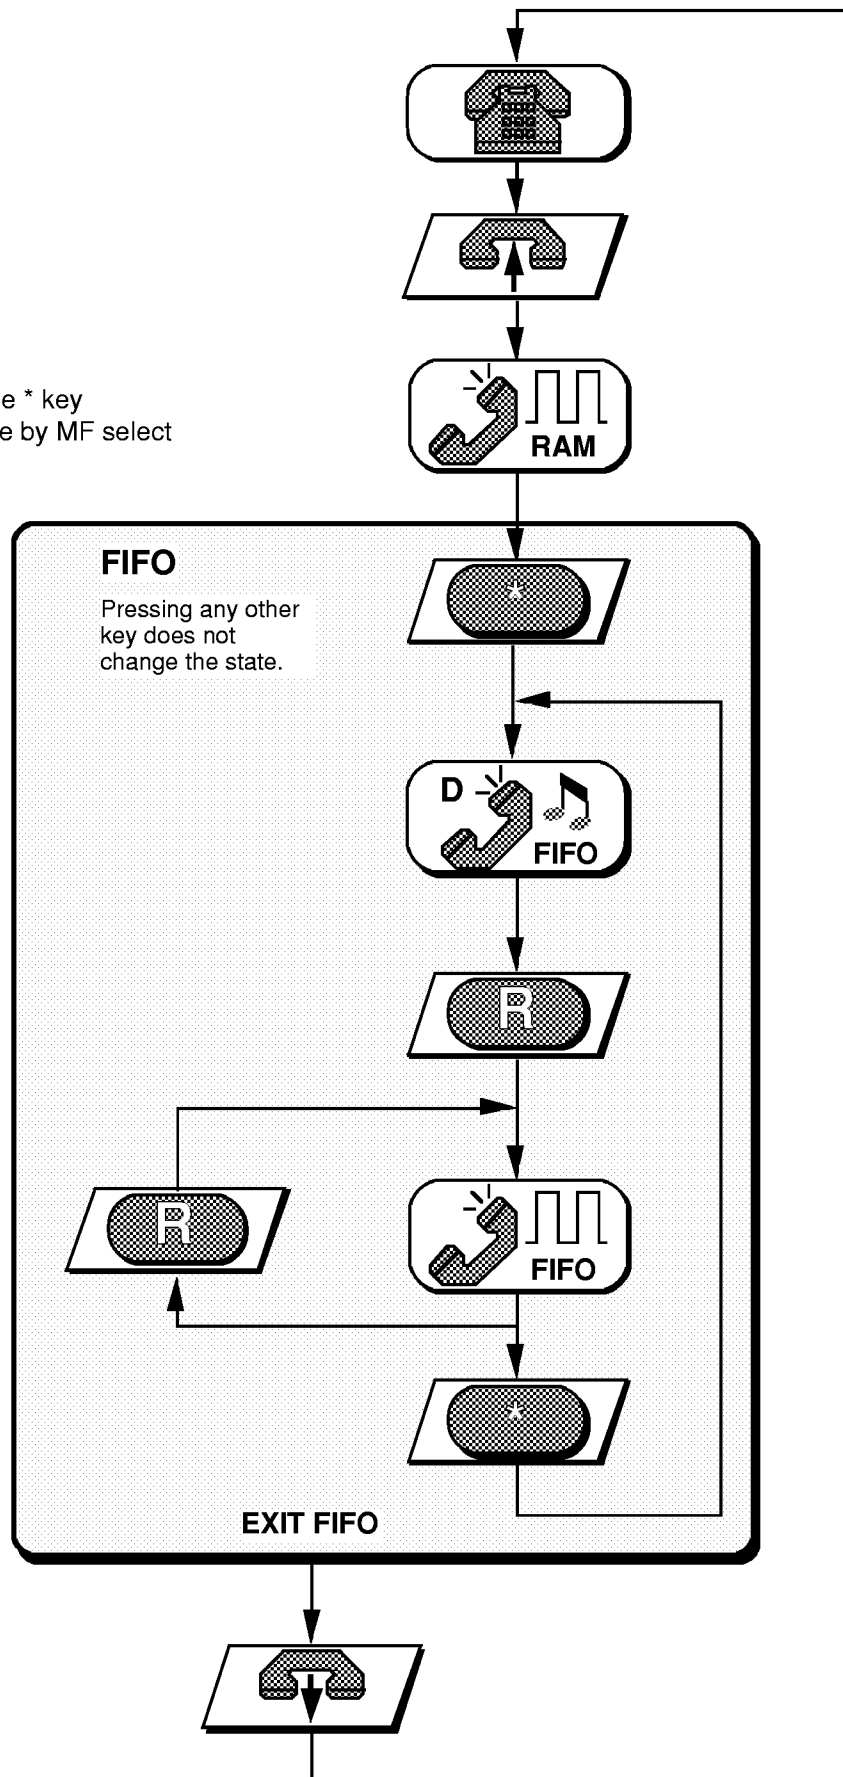 e * key
e by MF select
RAM
FIFO
Pressing any other
key does not
change the state.
*
D
FIFO
R
R
FIFO
*
EXIT FIFO